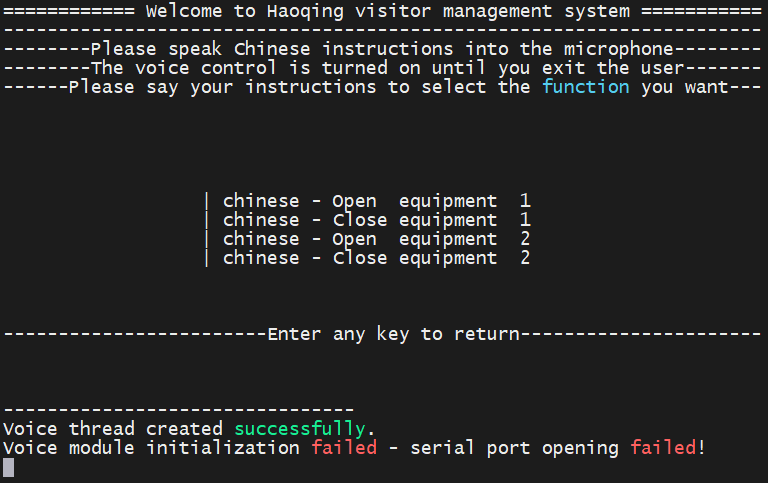 ============ Welcome to Haoqing visitor management system ============
---------------------------------------------------------------------
--------Please speak Chinese instructions into the microphone--------
--------The voice control is turned on until you exit the user-------
------Please say your instructions to select the function you want---
| chinese - Open  equipment  1
| chinese - Close equipment  1
| chinese - Open  equipment  2
| chinese - Close equipment  2
------------------------Enter any key to return----------------------
--------------------------------
Voice thread created successfully.
Voice module initialization failed - serial port opening failed!